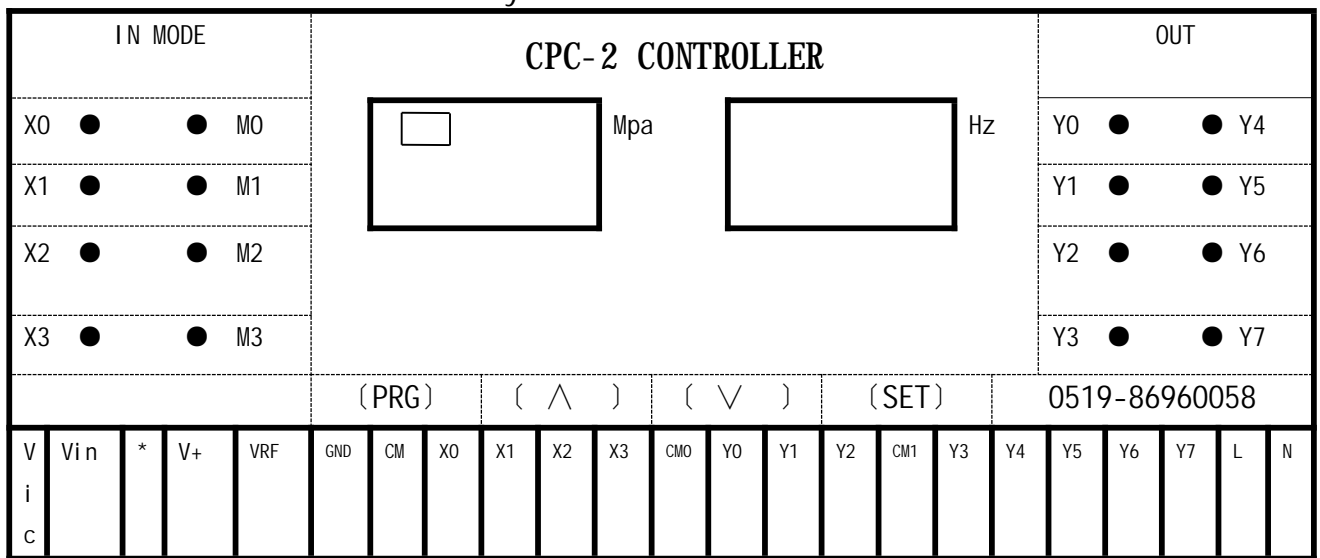 IN MODE
CPC-2 CONTROLLER
OUT
X0 ● ● M0
Mpa
Hz
Y0 ● ● Y4
X1 ● ● M1
Y1 ● ● Y5
X2 ● ● M2
Y2 ● ● Y6
X3 ● ● M3
Y3 ● ● Y7
〔PRG〕 〔 ∧ 〕 〔 ∨ 〕 〔SET〕 0519-86960058
Vic Vin * V+ VRF GND CM X0 X1 X2 X3 CM0 Y0 Y1 Y2 CM1 Y3 Y4 Y5 Y6 Y7 L N